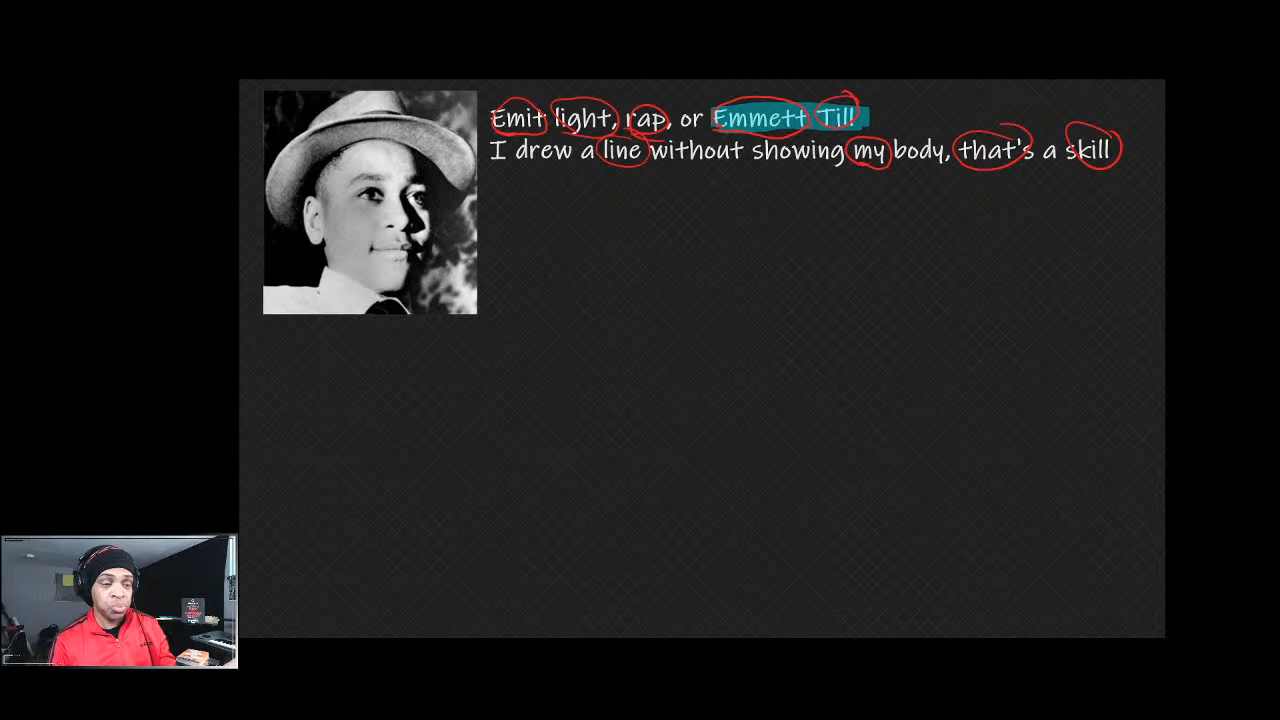 Emit light, rap, or Emmett Till
I drew a line without showing my body, that's a skill